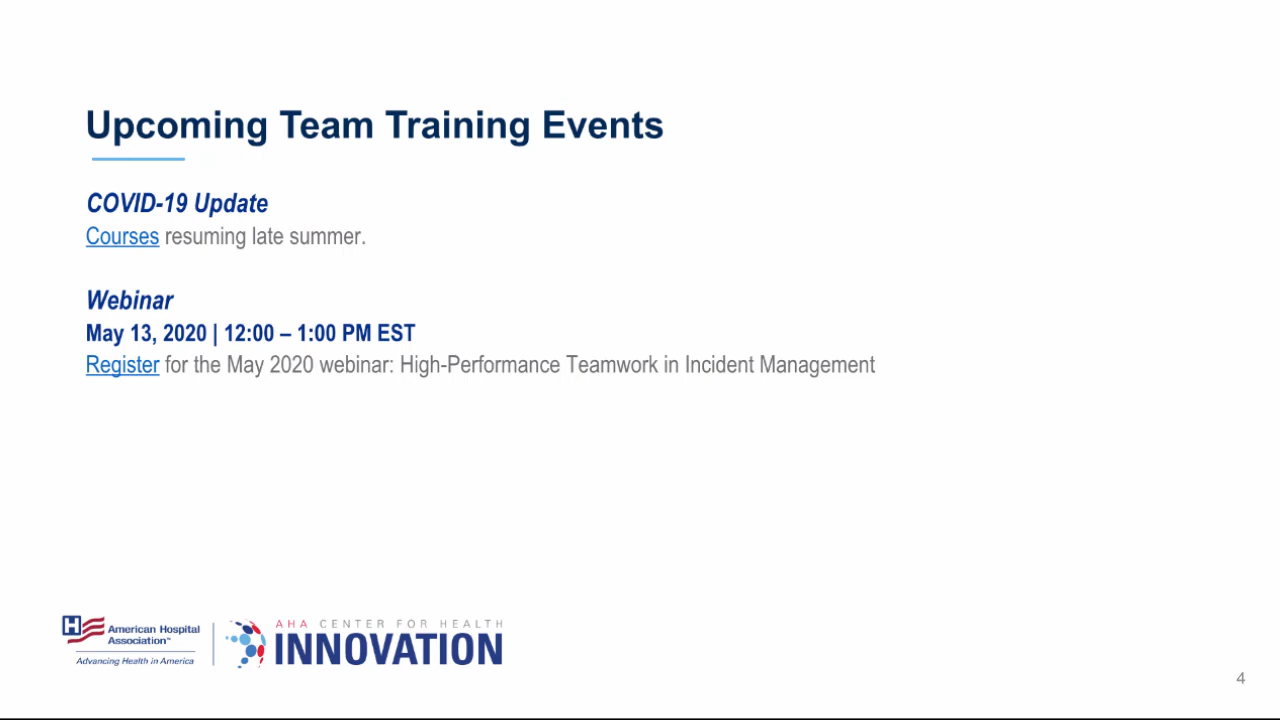 Upcoming Team Training Events
COVID-19 Update
Courses resuming late summer.
Webinar
May 13, 2020 | 12:00 – 1:00 PM EST
Register for the May 2020 webinar: High-Performance Teamwork in Incident Management
H American Hospital
Association™
Advancing Health in America
AHA CENTER FOR HEALTH
INNOVATION
4